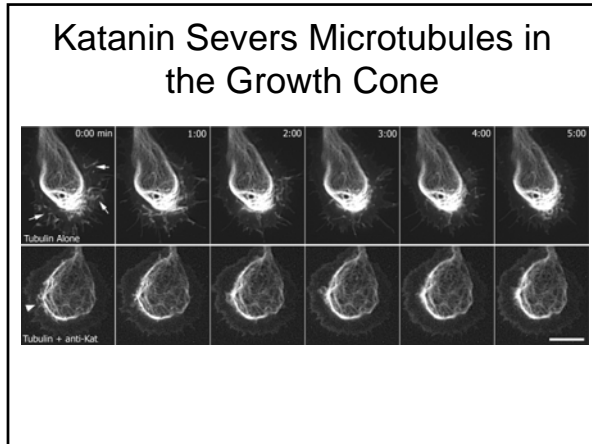 Katanin Severs Microtubules in
the Growth Cone
0:00 min 1:00 2:00 3:00 4:00 5:00
Tubulin Alone
Tubulin + anti-Kat